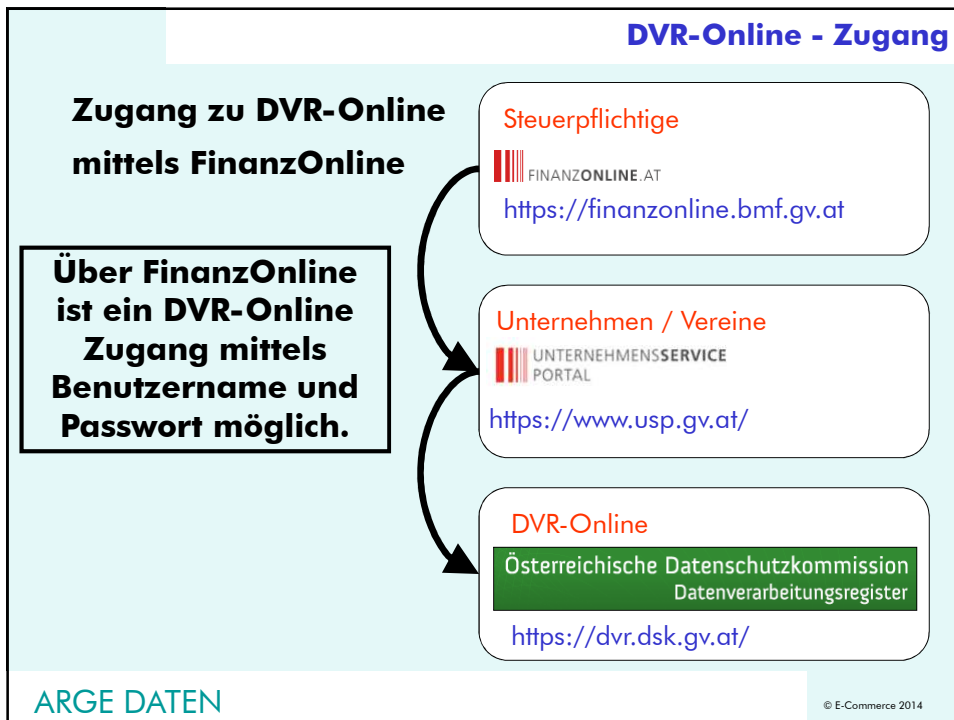 DVR-Online - Zugang
Zugang zu DVR-Online
mittels FinanzOnline
Über FinanzOnline
ist ein DVR-Online
Zugang mittels
Benutzername und
Passwort möglich.
Steuerpflichtige
FINANZONLINE.AT
https://finanzonline.bmf.gv.at
Unternehmen / Vereine
UNTERNEHMENSSERVICE
PORTAL
https://www.usp.gv.at/
DVR-Online
Österreichische Datenschutzkommission
Datenverarbeitungsregister
https://dvr.dsk.gv.at/
ARGE DATEN
© E-Commerce 2014